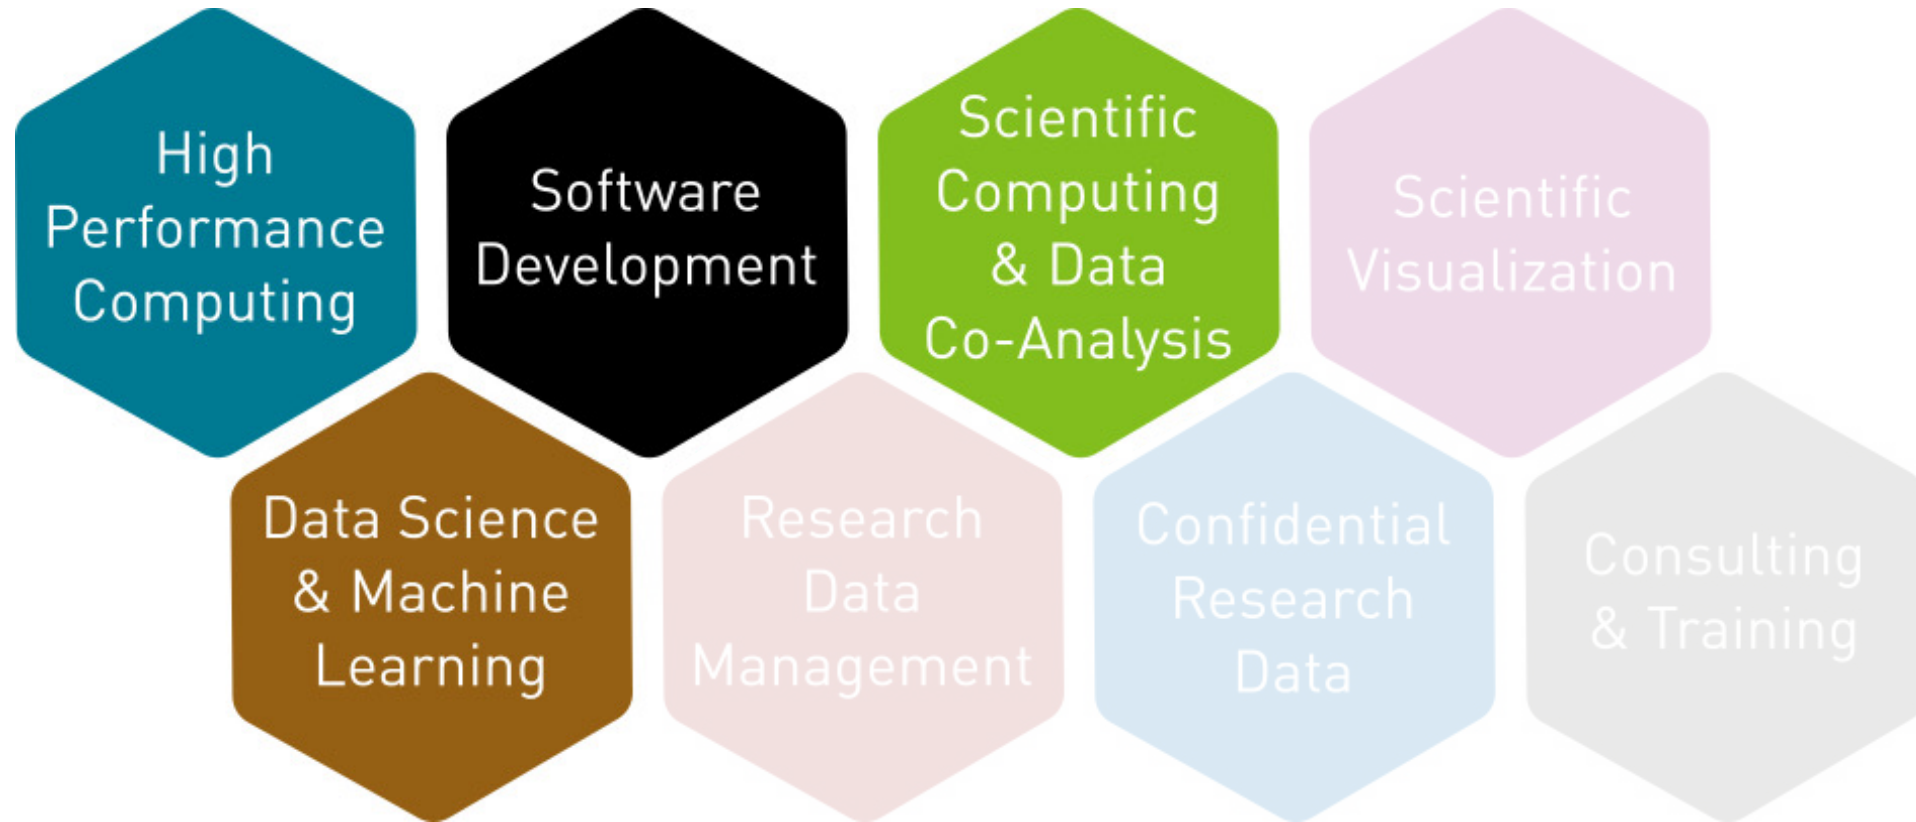 High
Performance
Computing
Software
Development
Scientific
Computing
& Data
Co-Analysis
Scientific
Visualization
Data Science
& Machine
Learning
Research
Data
Management
Confidential
Research
Data
Consulting
& Training